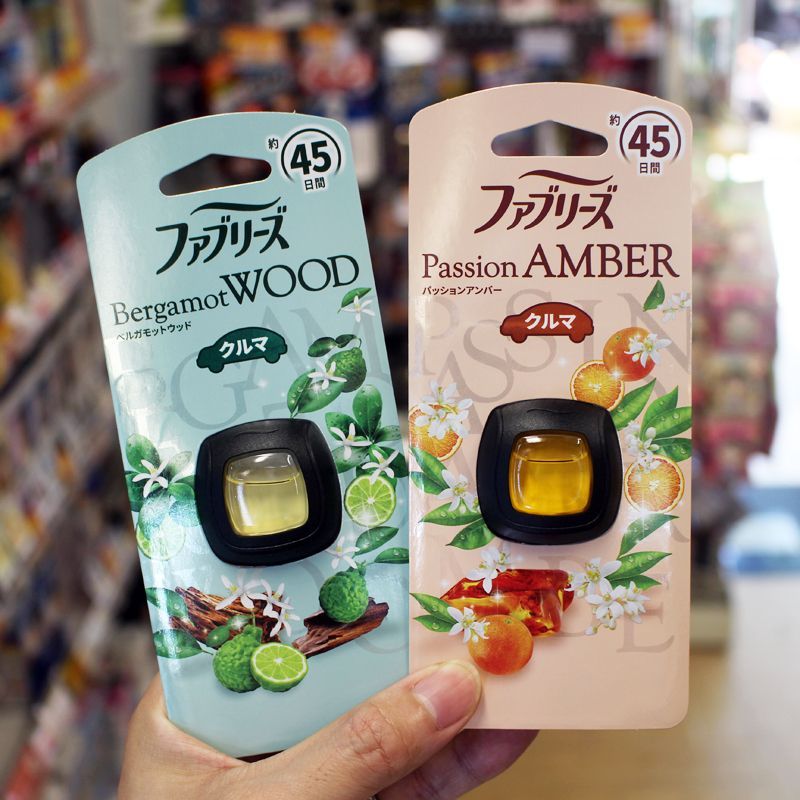 約
45
日間
ファブリーズ
Bergamot WOOD
ベルガモットウッド
クルマ
約
45
日間
ファブリーズ
Passion AMBER
パッションアンバー
クルマ